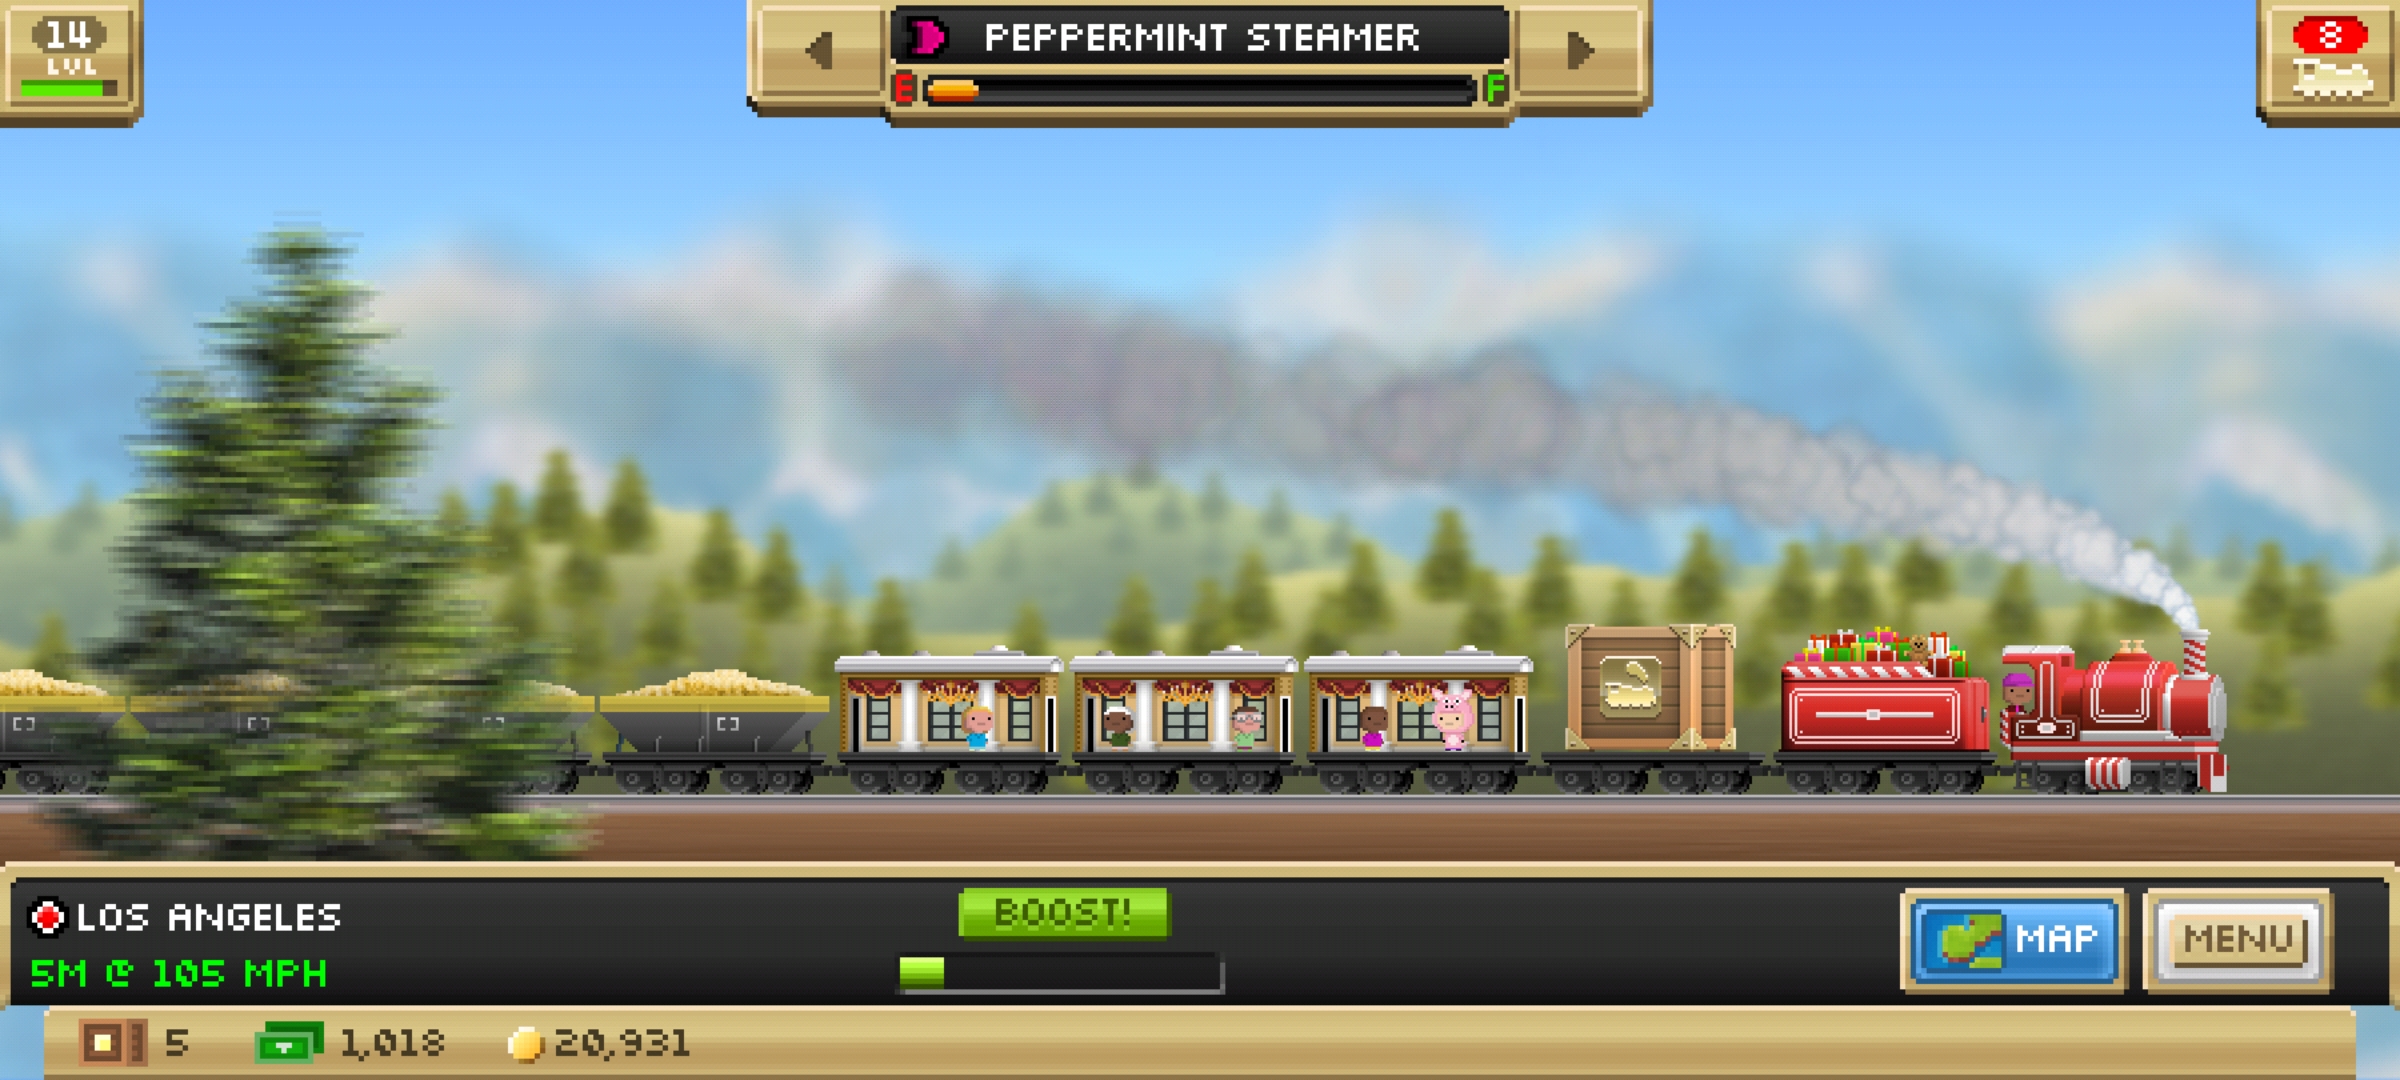 14
LVL
PEPPERMINT STEAMER
E F
8
LOS ANGELES
5M @ 105 MPH
BOOST!
MAP
MENU
5 1,018 20,931